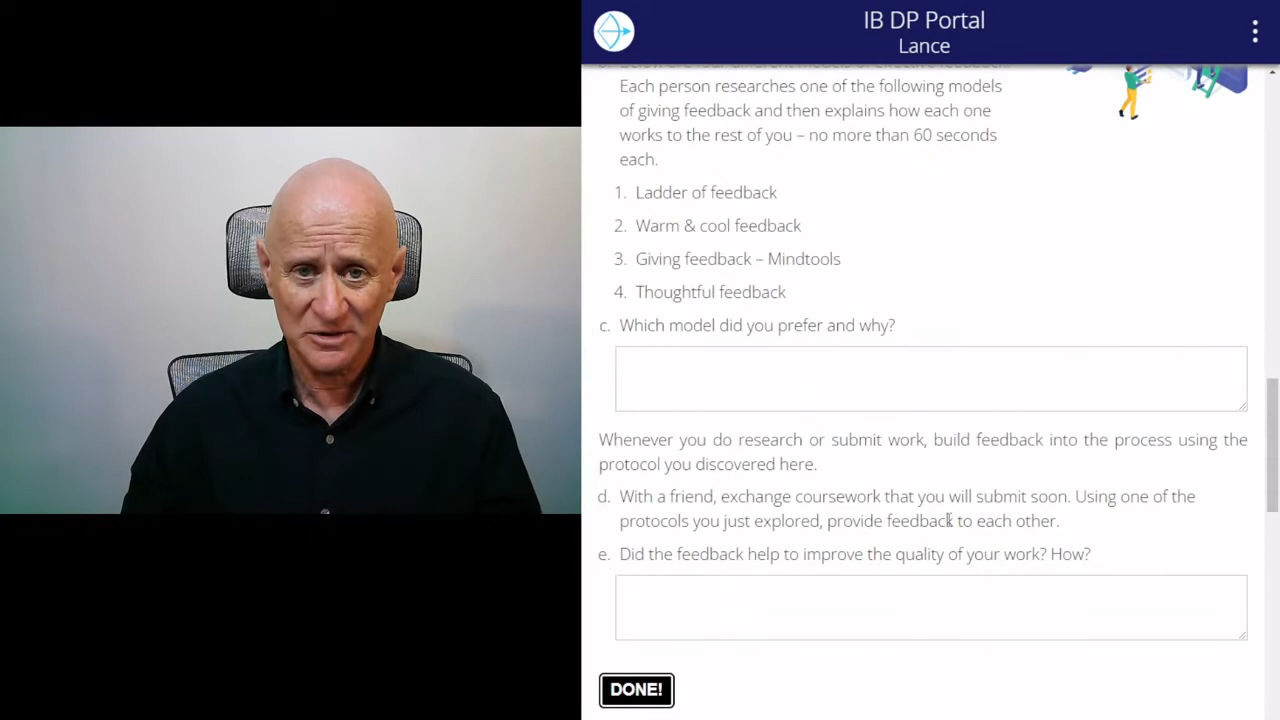 IB DP Portal
Lance
Each person researches one of the following models
of giving feedback and then explains how each one
works to the rest of you – no more than 60 seconds
each.
1. Ladder of feedback
2. Warm & cool feedback
3. Giving feedback – Mindtools
4. Thoughtful feedback
c. Which model did you prefer and why?
Whenever you do research or submit work, build feedback into the process using the
protocol you discovered here.
d. With a friend, exchange coursework that you will submit soon. Using one of the
protocols you just explored, provide feedback to each other.
e. Did the feedback help to improve the quality of your work? How?
DONE!